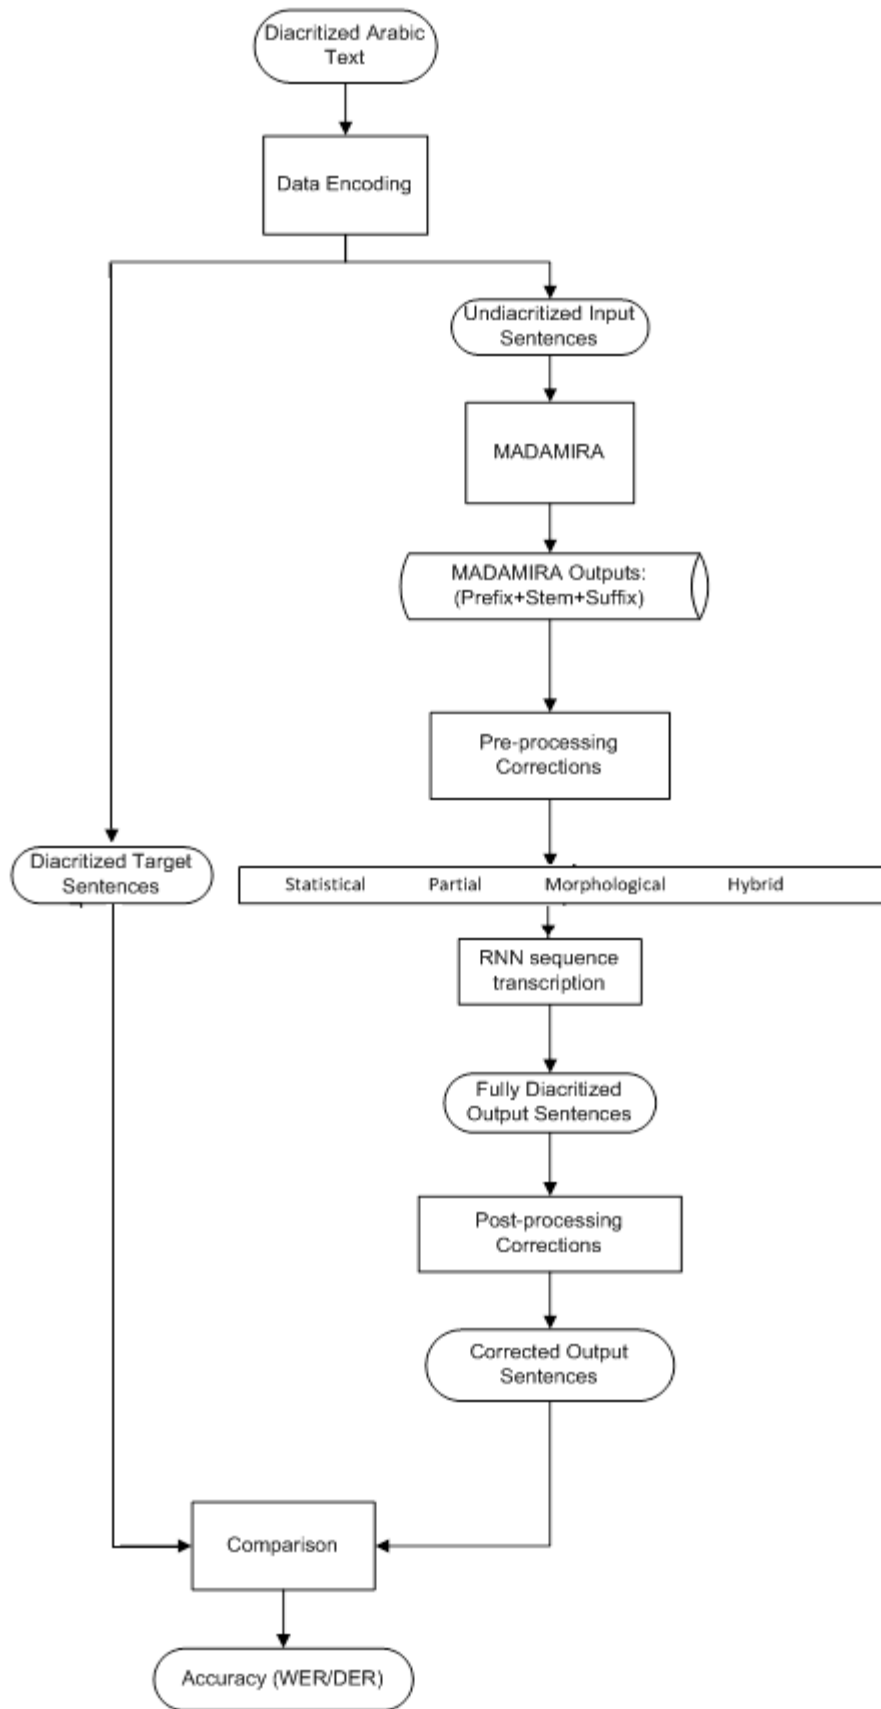 Diacritized Arabic
Text
Data Encoding
Undiacritized Input
Sentences
MADAMIRA
MADAMIRA Outputs:
(Prefix+Stem+Suffix)
Pre-processing
Corrections
Diacritized Target
Sentences
Statistical Partial Morphological Hybrid
RNN sequence
transcription
Fully Diacritized
Output Sentences
Post-processing
Corrections
Corrected Output
Sentences
Comparison
Accuracy (WER/DER)